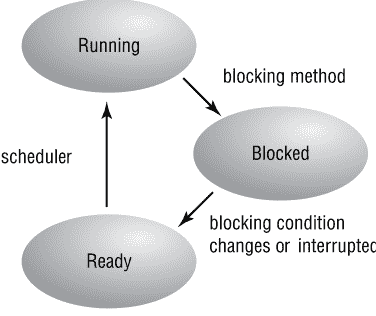 Running
blocking method
scheduler
Blocked
blocking condition
changes or interrupted
Ready